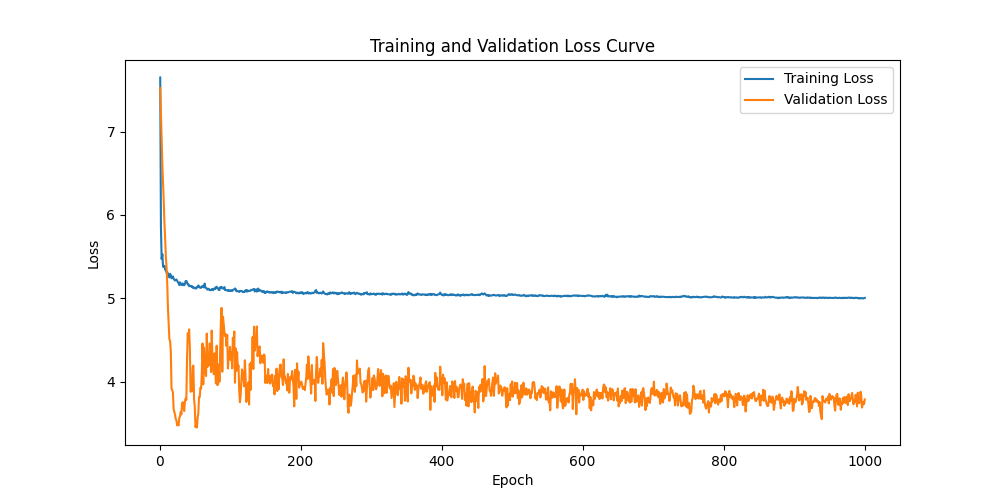 Training and Validation Loss Curve
Training Loss
Validation Loss
7
6
5
4
Loss
0 200 400 600 800 1000
Epoch